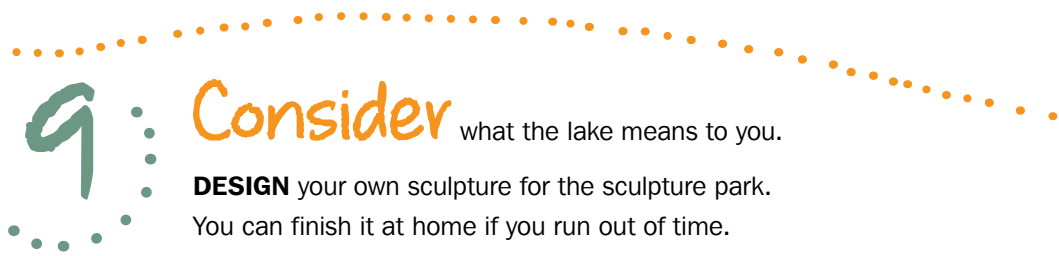 9 Consider what the lake means to you.
DESIGN your own sculpture for the sculpture park.
You can finish it at home if you run out of time.